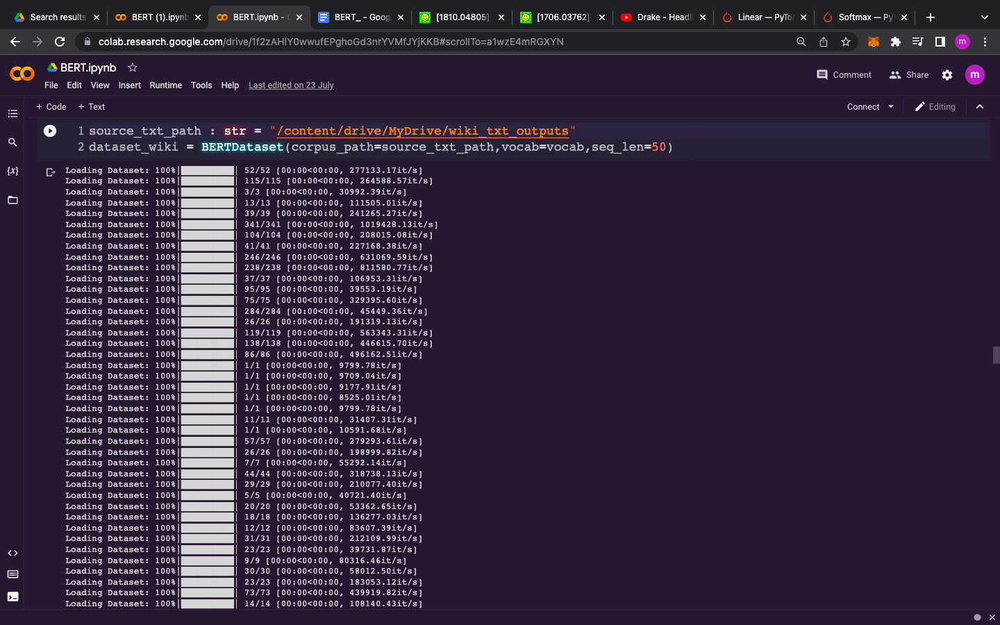 Search results
BERT (1).ipynb
BERT.ipynb - C
BERT_ - Goog
[1810.04805]
[1706.03762]
Drake - Headl
Linear — PyTor
Softmax — Py
colab.research.google.com/drive/1f2zAHlY0wwufEPghoGd3nrYVMfJYjKKB#scrollTo=a1wzE4mRGXYN
m
BERT.ipynb
File Edit View Insert Runtime Tools Help Last edited on 23 July
Comment Share m
+ Code + Text
Connect Editing
1 source_txt_path : str = "/content/drive/MyDrive/wiki_txt_outputs"
2 dataset_wiki = BERTDataset(corpus_path=source_txt_path,vocab=vocab,seq_len=50)
{x}
Loading Dataset: 100%|██████████| 52/52 [00:00<00:00, 277133.17it/s]
Loading Dataset: 100%|██████████| 115/115 [00:00<00:00, 264588.57it/s]
Loading Dataset: 100%|██████████| 3/3 [00:00<00:00, 30992.39it/s]
Loading Dataset: 100%|██████████| 13/13 [00:00<00:00, 111505.01it/s]
Loading Dataset: 100%|██████████| 39/39 [00:00<00:00, 241265.27it/s]
Loading Dataset: 100%|██████████| 341/341 [00:00<00:00, 1019428.13it/s]
Loading Dataset: 100%|██████████| 104/104 [00:00<00:00, 208015.08it/s]
Loading Dataset: 100%|██████████| 41/41 [00:00<00:00, 227168.38it/s]
Loading Dataset: 100%|██████████| 246/246 [00:00<00:00, 631069.59it/s]
Loading Dataset: 100%|██████████| 238/238 [00:00<00:00, 811580.77it/s]
Loading Dataset: 100%|██████████| 37/37 [00:00<00:00, 106953.31it/s]
Loading Dataset: 100%|██████████| 95/95 [00:00<00:00, 39553.19it/s]
Loading Dataset: 100%|██████████| 75/75 [00:00<00:00, 329395.60it/s]
Loading Dataset: 100%|██████████| 284/284 [00:00<00:00, 45449.36it/s]
Loading Dataset: 100%|██████████| 26/26 [00:00<00:00, 191319.13it/s]
Loading Dataset: 100%|██████████| 119/119 [00:00<00:00, 563343.31it/s]
Loading Dataset: 100%|██████████| 138/138 [00:00<00:00, 446615.70it/s]
Loading Dataset: 100%|██████████| 86/86 [00:00<00:00, 496162.51it/s]
Loading Dataset: 100%|██████████| 1/1 [00:00<00:00, 9799.78it/s]
Loading Dataset: 100%|██████████| 1/1 [00:00<00:00, 9709.04it/s]
Loading Dataset: 100%|██████████| 1/1 [00:00<00:00, 9177.91it/s]
Loading Dataset: 100%|██████████| 1/1 [00:00<00:00, 8525.01it/s]
Loading Dataset: 100%|██████████| 1/1 [00:00<00:00, 9799.78it/s]
Loading Dataset: 100%|██████████| 11/11 [00:00<00:00, 31407.31it/s]
Loading Dataset: 100%|██████████| 1/1 [00:00<00:00, 10591.68it/s]
Loading Dataset: 100%|██████████| 57/57 [00:00<00:00, 279293.61it/s]
Loading Dataset: 100%|██████████| 26/26 [00:00<00:00, 198999.82it/s]
Loading Dataset: 100%|██████████| 7/7 [00:00<00:00, 55292.14it/s]
Loading Dataset: 100%|██████████| 44/44 [00:00<00:00, 318738.13it/s]
Loading Dataset: 100%|██████████| 29/29 [00:00<00:00, 210077.40it/s]
Loading Dataset: 100%|██████████| 5/5 [00:00<00:00, 40721.40it/s]
Loading Dataset: 100%|██████████| 20/20 [00:00<00:00, 53362.65it/s]
Loading Dataset: 100%|██████████| 18/18 [00:00<00:00, 136277.03it/s]
Loading Dataset: 100%|██████████| 12/12 [00:00<00:00, 83607.39it/s]
Loading Dataset: 100%|██████████| 31/31 [00:00<00:00, 212109.99it/s]
Loading Dataset: 100%|██████████| 23/23 [00:00<00:00, 39731.87it/s]
Loading Dataset: 100%|██████████| 9/9 [00:00<00:00, 80316.46it/s]
Loading Dataset: 100%|██████████| 30/30 [00:00<00:00, 58012.50it/s]
Loading Dataset: 100%|██████████| 23/23 [00:00<00:00, 183053.12it/s]
Loading Dataset: 100%|██████████| 73/73 [00:00<00:00, 439919.82it/s]
Loading Dataset: 100%|██████████| 14/14 [00:00<00:00, 108140.43it/s]